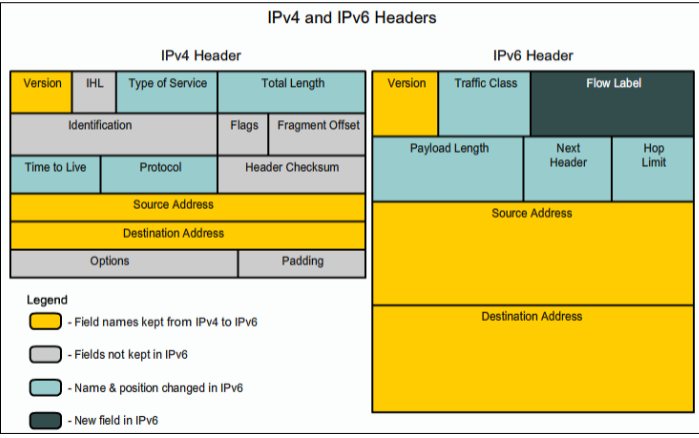 IPv4 and IPv6 Headers
IPv4 Header
Version IHL Type of Service Total Length
Identification Flags Fragment Offset
Time to Live Protocol Header Checksum
Source Address
Destination Address
Options Padding
Legend
- Field names kept from IPv4 to IPv6
- Fields not kept in IPv6
- Name & position changed in IPv6
- New field in IPv6
IPv6 Header
Version Traffic Class Flow Label
Payload Length Next Header Hop Limit
Source Address
Destination Address